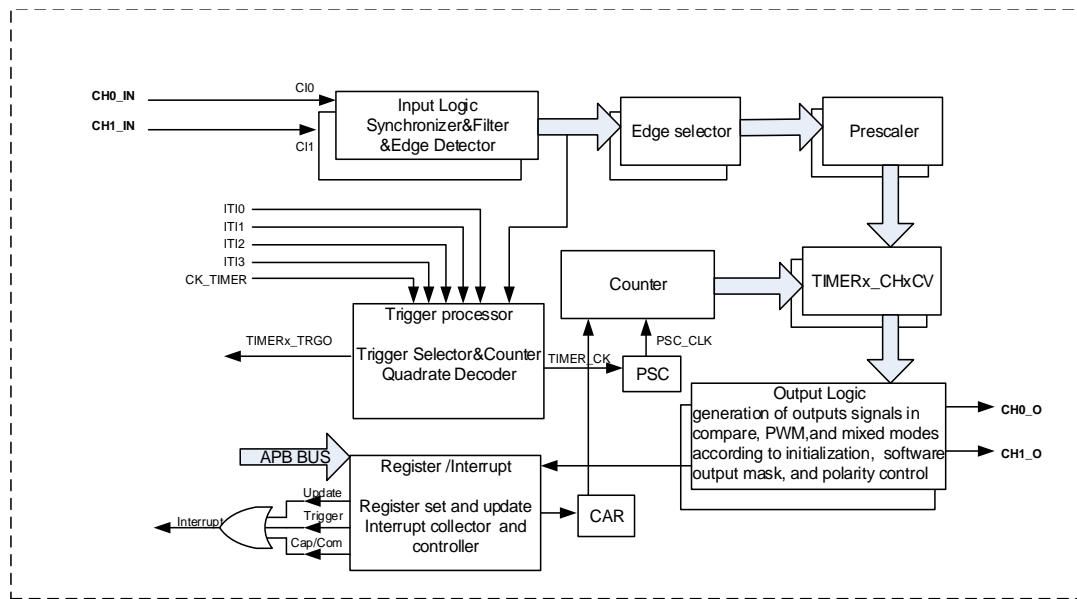 CH0_IN
CI0
CH1_IN
CI1
Input Logic
Synchronizer&Filter
&Edge Detector
Edge selector
Prescaler
ITI0
ITI1
ITI2
ITI3
CK_TIMER
Counter
TIMERx_CHxCV
Trigger processor
Trigger Selector&Counter
Quadrate Decoder
TIMERx_TRGO
TIMER_CK
PSC_CLK
PSC
Output Logic
generation of outputs signals in
compare, PWM,and mixed modes
according to initialization, software
output mask, and polarity control
CH0_O
CH1_O
APB BUS
Register /Interrupt
Register set and update
Interrupt collector and
controller
CAR
Update
Trigger
Cap/Com
Interrupt